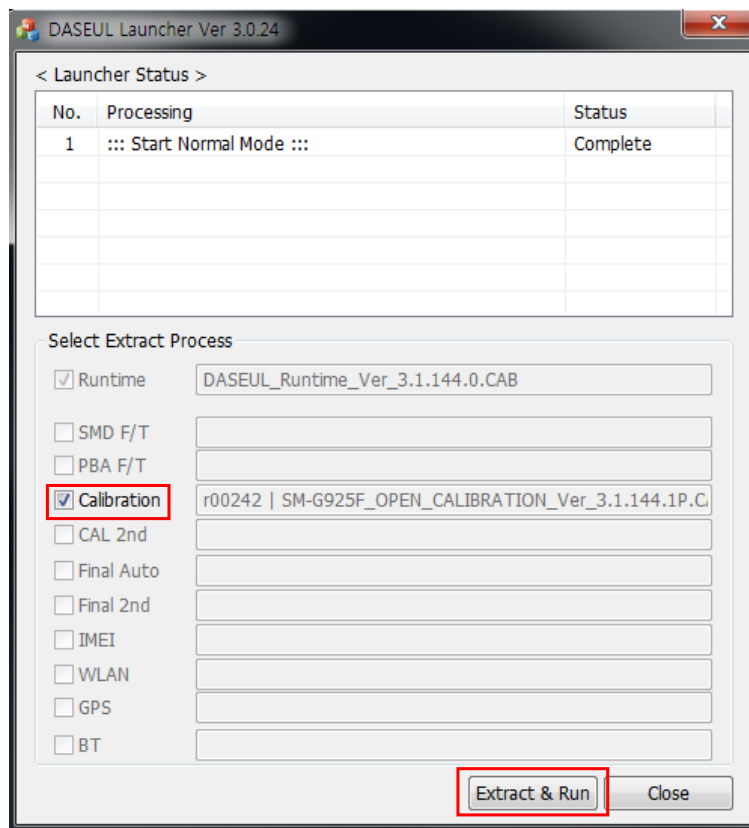 DASEUL Launcher Ver 3.0.24
< Launcher Status >
No. Processing Status
1 ::: Start Normal Mode ::: Complete
Select Extract Process
Runtime DASEUL_Runtime_Ver_3.1.144.0.CAB
SMD F/T
PBA F/T
Calibration r00242 | SM-G925F_OPEN_CALIBRATION_Ver_3.1.144.1P.C
CAL 2nd
Final Auto
Final 2nd
IMEI
WLAN
GPS
BT
Extract & Run Close